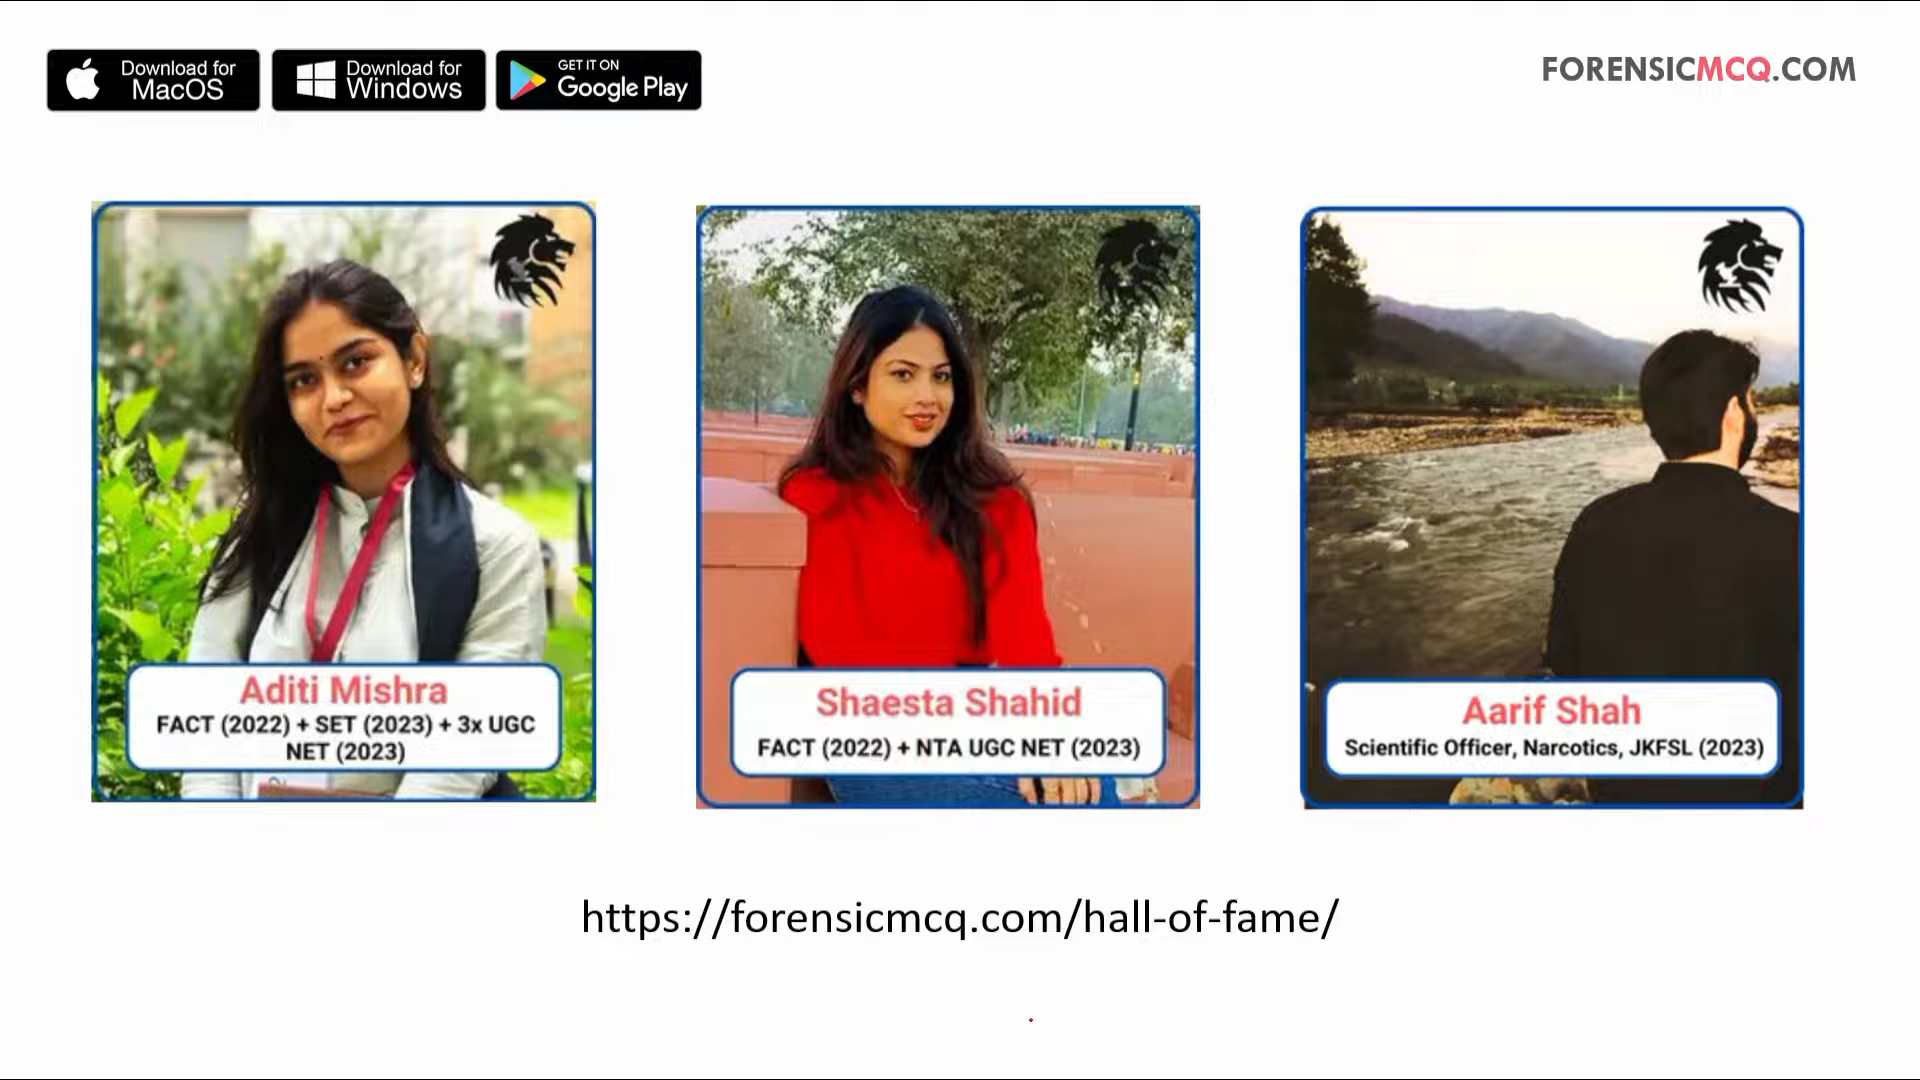 Download for
MacOS
Download for
Windows
GET IT ON
Google Play
FORENSICMCQ.COM
Aditi Mishra
FACT (2022) + SET (2023) + 3x UGC
NET (2023)
Shaesta Shahid
FACT (2022) + NTA UGC NET (2023)
Aarif Shah
Scientific Officer, Narcotics, JKFSL (2023)
https://forensicmcq.com/hall-of-fame/